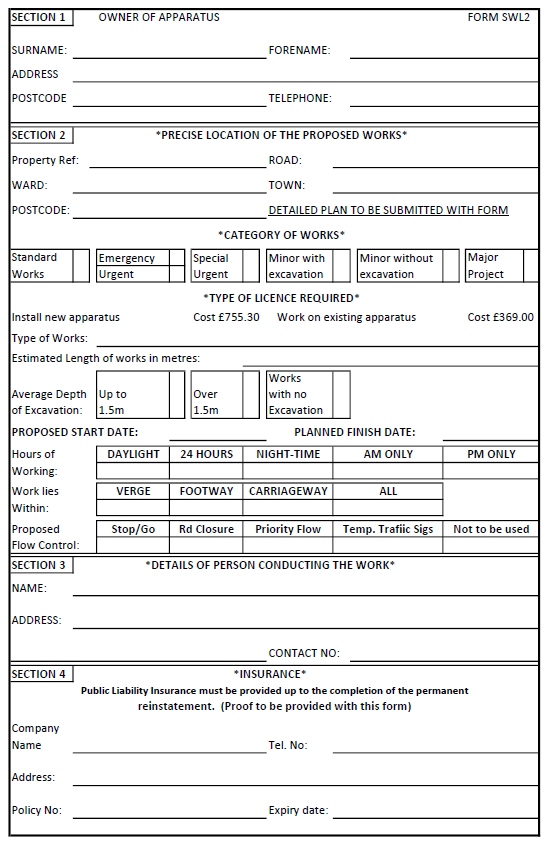 SECTION 1 OWNER OF APPARATUS FORM SWL2
SURNAME: FORENAME:
ADDRESS
POSTCODE TELEPHONE:
SECTION 2 *PRECISE LOCATION OF THE PROPOSED WORKS*
Property Ref: ROAD:
WARD: TOWN:
POSTCODE: DETAILED PLAN TO BE SUBMITTED WITH FORM
*CATEGORY OF WORKS*
Standard Emergency Special Minor with Minor without Major
Works Urgent Urgent excavation excavation Project
*TYPE OF LICENCE REQUIRED*
Install new apparatus Cost £755.30 Work on existing apparatus Cost £369.00
Type of Works:
Estimated Length of works in metres:
Works
Average Depth Up to Over with no
of Excavation: 1.5m 1.5m Excavation
PROPOSED START DATE: PLANNED FINISH DATE:
Hours of DAYLIGHT 24 HOURS NIGHT-TIME AM ONLY PM ONLY
Working:
Work lies VERGE FOOTWAY CARRIAGEWAY ALL
Within:
Proposed Stop/Go Rd Closure Priority Flow Temp. Trafiic Sigs Not to be used
Flow Control:
SECTION 3 *DETAILS OF PERSON CONDUCTING THE WORK*
NAME:
ADDRESS:
CONTACT NO:
SECTION 4 *INSURANCE*
Public Liability Insurance must be provided up to the completion of the permanent
reinstatement. (Proof to be provided with this form)
Company
Name Tel. No:
Address:
Policy No: Expiry date: